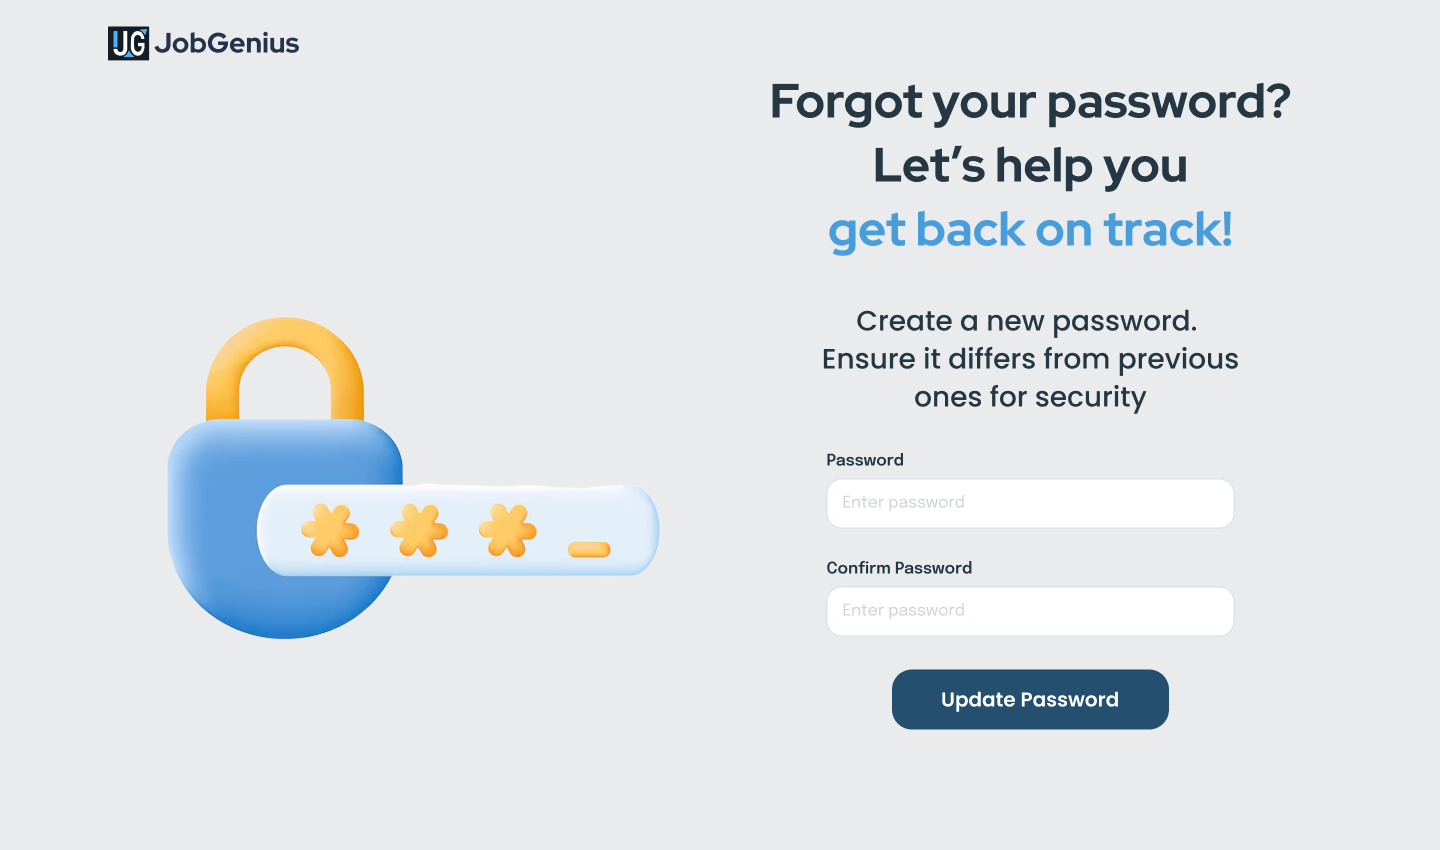 JG JobGenius
Forgot your password?
Let’s help you
get back on track!
Create a new password.
Ensure it differs from previous
ones for security
Password
Enter password
Confirm Password
Enter password
Update Password